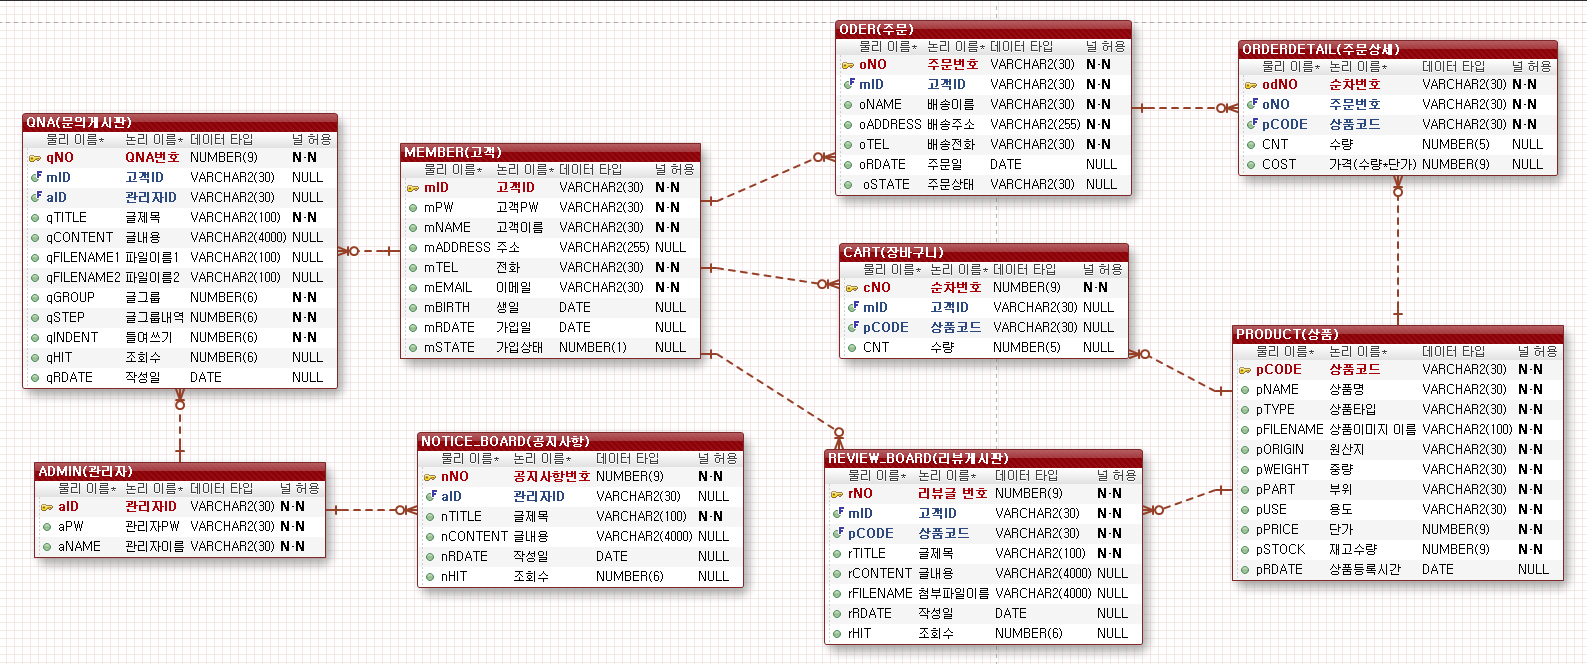 ODER(주문)
물리 이름* 논리 이름* 데이터 타입 널 허용
oNO 주문번호 VARCHAR2(30) N-N
mID 고객ID VARCHAR2(30) N-N
oNAME 배송이름 VARCHAR2(30) N-N
oADDRESS 배송주소 VARCHAR2(255) N-N
oTEL 배송전화 VARCHAR2(30) N-N
oRDATE 주문일 DATE NULL
oSTATE 주문상태 VARCHAR2(30) N-N
ORDERDETAIL(주문상세)
물리 이름* 논리 이름* 데이터 타입 널 허용
odNO 순차번호 VARCHAR2(30) N-N
oNO 주문번호 VARCHAR2(30) N-N
pCODE 상품코드 VARCHAR2(30) N-N
CNT 수량 NUMBER(5) NULL
COST 가격(수량*단가) NUMBER(9) NULL
QNA(문의게시판)
물리 이름* 논리 이름* 데이터 타입 널 허용
qNO QNA번호 NUMBER(9) N-N
mID 고객ID VARCHAR2(30) NULL
aID 관리자ID VARCHAR2(30) NULL
qTITLE 글제목 VARCHAR2(100) N-N
qCONTENT 글내용 VARCHAR2(4000) NULL
qFILENAME1 파일이름1 VARCHAR2(100) NULL
qFILENAME2 파일이름2 VARCHAR2(100) NULL
qGROUP 글그룹 NUMBER(6) N-N
qSTEP 글그룹내역 NUMBER(6) N-N
qINDENT 들여쓰기 NUMBER(6) N-N
qHIT 조회수 NUMBER(6) NULL
qRDATE 작성일 DATE NULL
MEMBER(고객)
물리 이름* 논리 이름* 데이터 타입 널 허용
mID 고객ID VARCHAR2(30) N-N
mPW 고객PW VARCHAR2(30) N-N
mNAME 고객이름 VARCHAR2(30) N-N
mADDRESS 주소 VARCHAR2(255) NULL
mTEL 전화 VARCHAR2(30) N-N
mEMAIL 이메일 VARCHAR2(30) N-N
mBIRTH 생일 DATE NULL
mRDATE 가입일 DATE NULL
mSTATE 가입상태 NUMBER(1) NULL
CART(장바구니)
물리 이름* 논리 이름* 데이터 타입 널 허용
cNO 순차번호 NUMBER(9) N-N
mID 고객ID VARCHAR2(30) NULL
pCODE 상품코드 VARCHAR2(30) NULL
CNT 수량 NUMBER(5) NULL
PRODUCT(상품)
물리 이름* 논리 이름* 데이터 타입 널 허용
pCODE 상품코드 VARCHAR2(30) N-N
pNAME 상품명 VARCHAR2(30) N-N
pTYPE 상품타입 VARCHAR2(30) N-N
pFILENAME 상품이미지 이름 VARCHAR2(100) N-N
pORIGIN 원산지 VARCHAR2(30) N-N
pWEIGHT 중량 VARCHAR2(30) N-N
pPART 부위 VARCHAR2(30) N-N
pUSE 용도 VARCHAR2(30) N-N
pPRICE 단가 NUMBER(9) N-N
pSTOCK 재고수량 NUMBER(9) N-N
pRDATE 상품등록시간 DATE NULL
ADMIN(관리자)
물리 이름* 논리 이름* 데이터 타입 널 허용
aID 관리자ID VARCHAR2(30) N-N
aPW 관리자PW VARCHAR2(30) N-N
aNAME 관리자이름 VARCHAR2(30) N-N
NOTICE_BOARD(공지사항)
물리 이름* 논리 이름* 데이터 타입 널 허용
nNO 공지사항번호 NUMBER(9) N-N
aID 관리자ID VARCHAR2(30) NULL
nTITLE 글제목 VARCHAR2(100) N-N
nCONTENT 글내용 VARCHAR2(4000) NULL
nRDATE 작성일 DATE NULL
nHIT 조회수 NUMBER(6) NULL
REVIEW_BOARD(리뷰게시판)
물리 이름* 논리 이름* 데이터 타입 널 허용
rNO 리뷰글 번호 NUMBER(9) N-N
mID 고객ID VARCHAR2(30) N-N
pCODE 상품코드 VARCHAR2(30) N-N
rTITLE 글제목 VARCHAR2(100) N-N
rCONTENT 글내용 VARCHAR2(4000) NULL
rFILENAME 첨부파일이름 VARCHAR2(4000) NULL
rRDATE 작성일 DATE NULL
rHIT 조회수 NUMBER(6) NULL